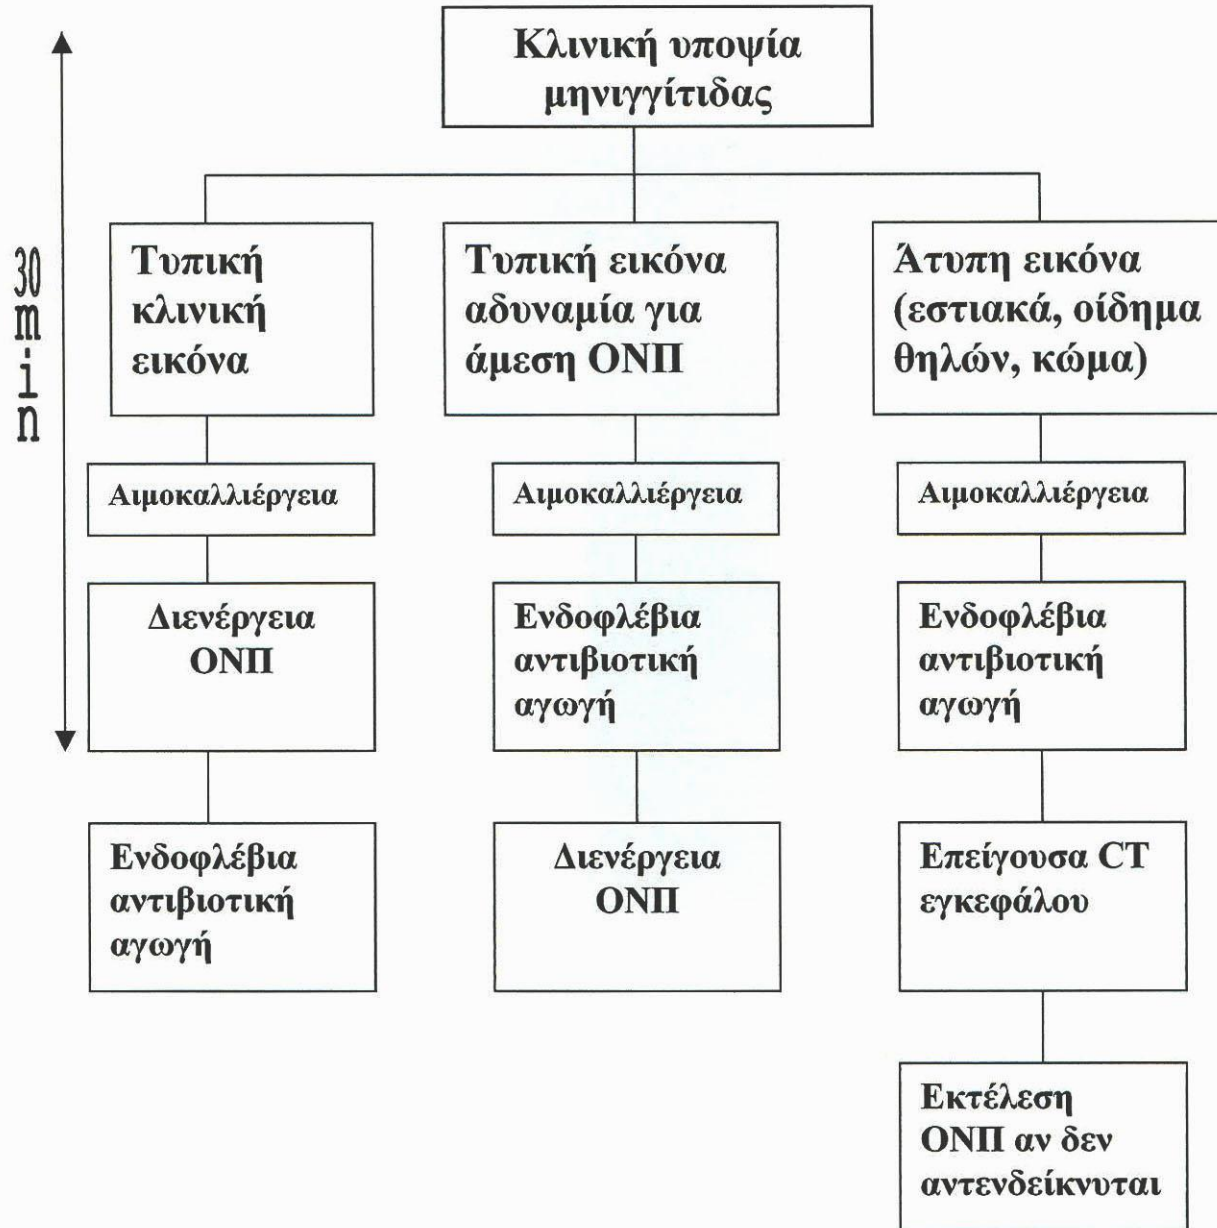 Κλινική υποψία
μηνιγγίτιδας
30 min
Τυπική
κλινική
εικόνα
Τυπική εικόνα
αδυναμία για
άμεση ΟΝΠ
Άτυπη εικόνα
(εστιακά, οίδημα
θηλών, κώμα)
Αιμοκαλλιέργεια
Αιμοκαλλιέργεια
Αιμοκαλλιέργεια
Διενέργεια
ΟΝΠ
Ενδοφλέβια
αντιβιοτική
αγωγή
Ενδοφλέβια
αντιβιοτική
αγωγή
Ενδοφλέβια
αντιβιοτική
αγωγή
Διενέργεια
ΟΝΠ
Επείγουσα CT
εγκεφάλου
Εκτέλεση
ΟΝΠ αν δεν
αντενδείκνυται